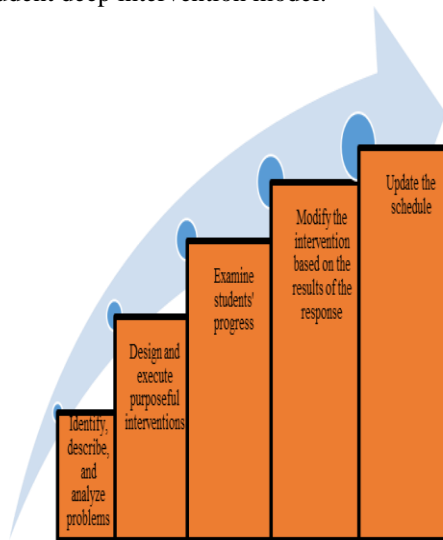 udent deep intervention model.
Identify,
describe,
and
analyze
problems
Design and
execute
purposeful
interventions
Examine
students'
progress
Modify the
intervention
based on the
results of the
response
Update the
schedule